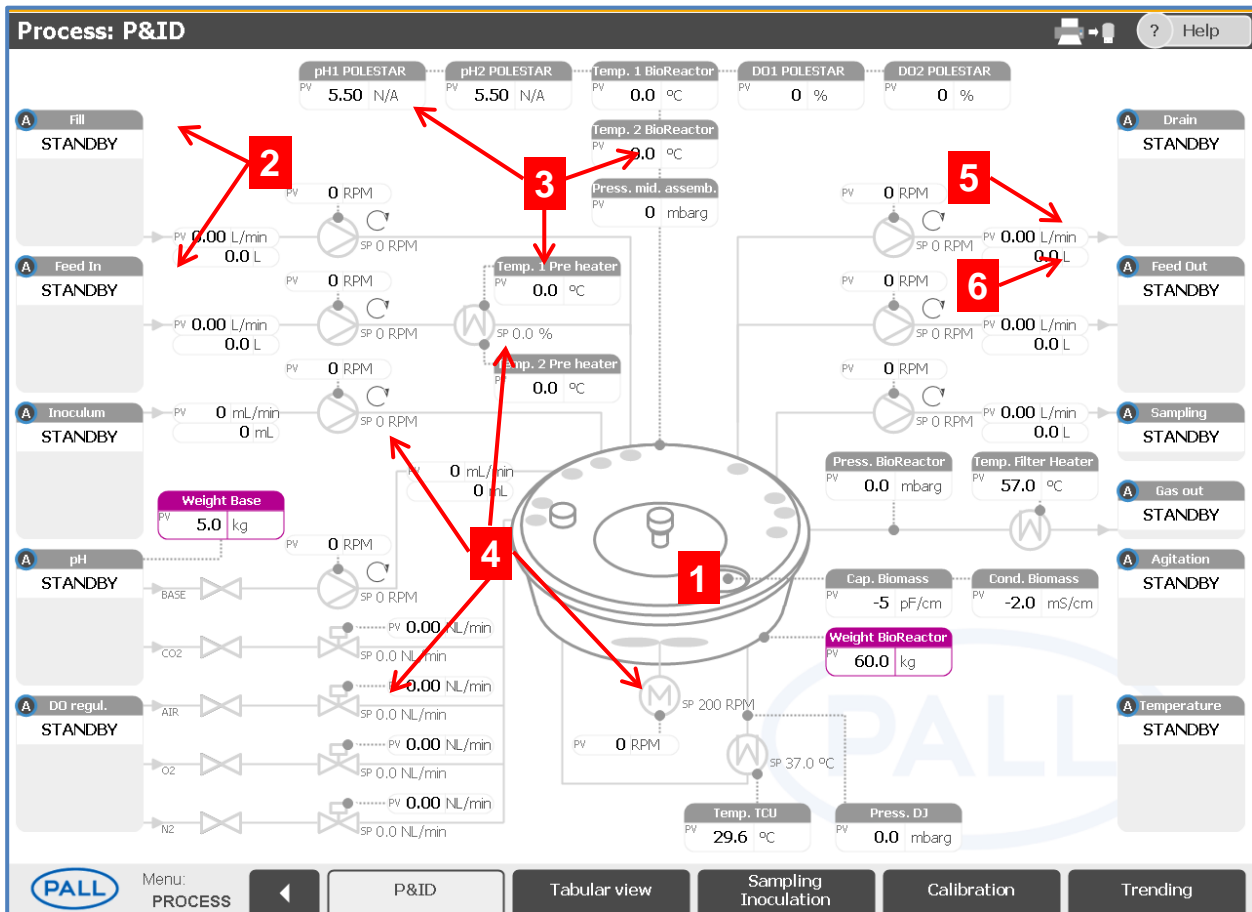 Process: P&ID
? Help
pH1 POLESTAR
PV 5.50 N/A
pH2 POLESTAR
PV 5.50 N/A
Temp. 1 BioReactor
PV 0.0 ºC
DO1 POLESTAR
PV 0 %
DO2 POLESTAR
PV 0 %
Temp. 2 BioReactor
PV 0.0 ºC
Press. mid. assemb.
PV 0 mbarg
A Fill
STANDBY
PV 0.00 L/min
0.0 L
PV 0 RPM
SP 0 RPM
2
3
A Feed In
STANDBY
PV 0.00 L/min
0.0 L
PV 0 RPM
SP 0 RPM
Temp. 1 Pre heater
PV 0.0 ºC
SP 0.0 %
Temp. 2 Pre heater
PV 0.0 ºC
A Inoculum
STANDBY
PV 0 mL/min
0 mL
PV 0 RPM
SP 0 RPM
PV 0 mL/min
0 mL
4
Weight Base
PV 5.0 kg
A pH
STANDBY
BASE
PV 0 RPM
SP 0 RPM
CO2
PV 0.00 NL/min
SP 0.0 NL/min
A DO regul.
STANDBY
AIR
PV 0.00 NL/min
SP 0.0 NL/min
O2
PV 0.00 NL/min
SP 0.0 NL/min
N2
PV 0.00 NL/min
SP 0.0 NL/min
A Drain
STANDBY
PV 0 RPM
SP 0 RPM
5
PV 0.00 L/min
0.0 L
6
A Feed Out
STANDBY
PV 0 RPM
SP 0 RPM
PV 0.00 L/min
0.0 L
A Sampling
STANDBY
PV 0 RPM
SP 0 RPM
PV 0.00 L/min
0.0 L
Press. BioReactor
PV 0.0 mbarg
Temp. Filter Heater
PV 57.0 ºC
A Gas out
STANDBY
1
A Agitation
STANDBY
Cap. Biomass
PV -5 pF/cm
Cond. Biomass
PV -2.0 mS/cm
Weight BioReactor
PV 60.0 kg
M
SP 200 RPM
PV 0 RPM
A Temperature
STANDBY
SP 37.0 ºC
Temp. TCU
PV 29.6 ºC
Press. DJ
PV 0.0 mbarg
PALL
PALL
Menu:
PROCESS
P&ID
Tabular view
Sampling
Inoculation
Calibration
Trending